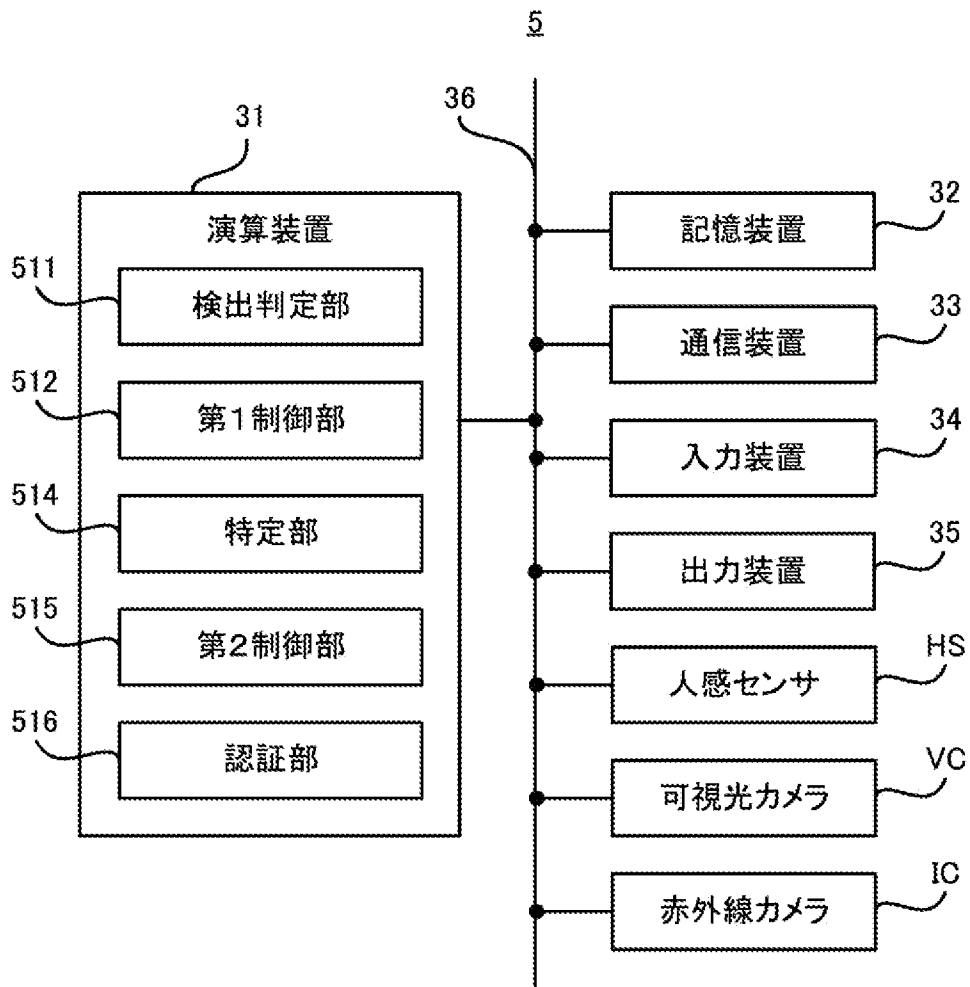 5
36
31
演算装置
511
検出判定部
512
第1制御部
514
特定部
515
第2制御部
516
認証部
32
記憶装置
33
通信装置
34
入力装置
35
出力装置
HS
人感センサ
VC
可視光カメラ
IC
赤外線カメラ